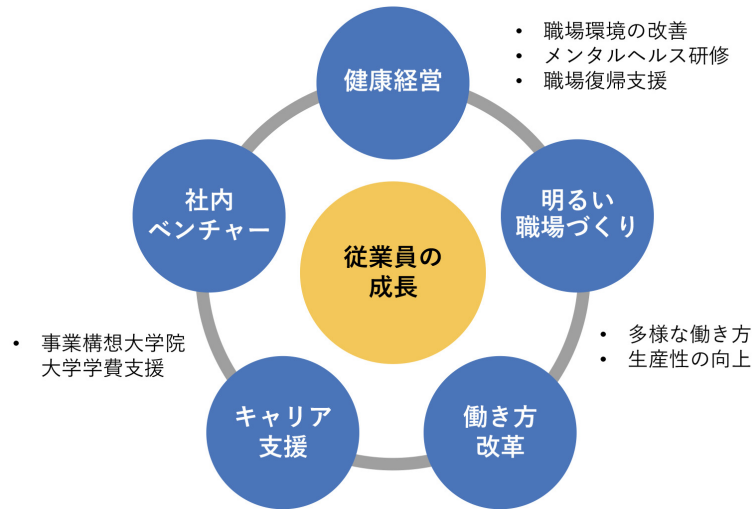 健康経営
• 職場環境の改善
• メンタルヘルス研修
• 職場復帰支援
社内
ベンチャー
明るい
職場づくり
従業員の
成長
• 事業構想大学院
大学学費支援
• 多様な働き方
• 生産性の向上
キャリア
支援
働き方
改革